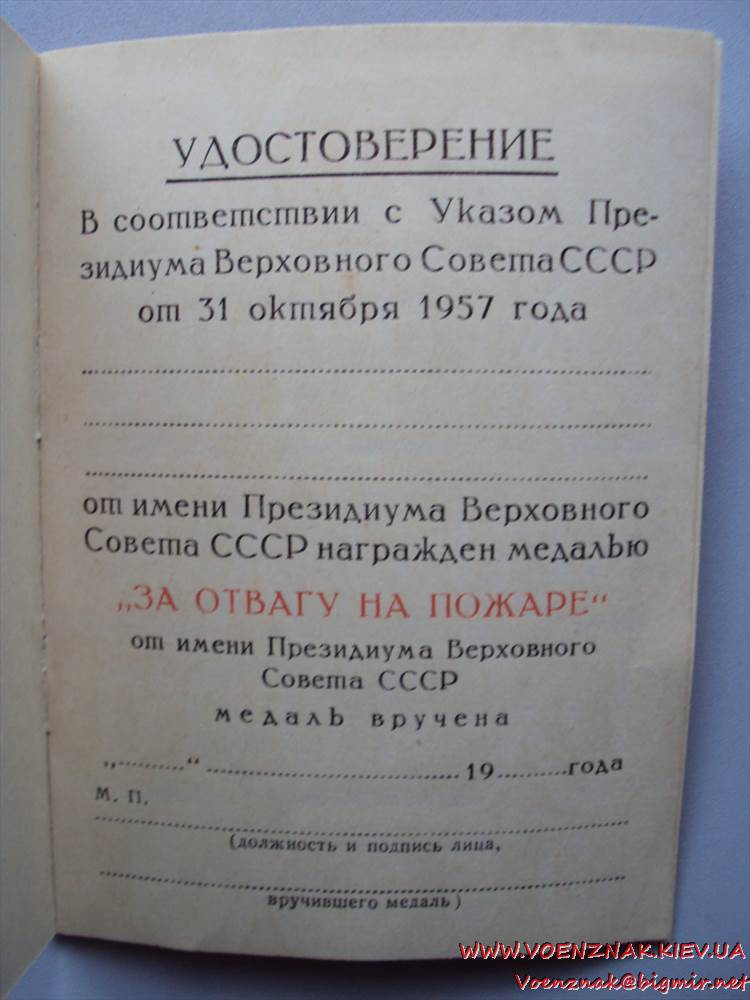 УДОСТОВЕРЕНИЕ
В соответствии с Указом Пре-
зидиума Верховного Совета СССР
от 31 октября 1957 года
от имени Президиума Верховного
Совета СССР награжден медалью
„ЗА ОТВАГУ НА ПОЖАРЕ“
от имени Президиума Верховного
Совета СССР
медаль вручена
„..........“ ........................................ 19..........года
М. П.
(должность и подпись лица,
вручившего медаль)
WWW.VOENZNAK.KIEV.UA
Voenznak@bigmir.net